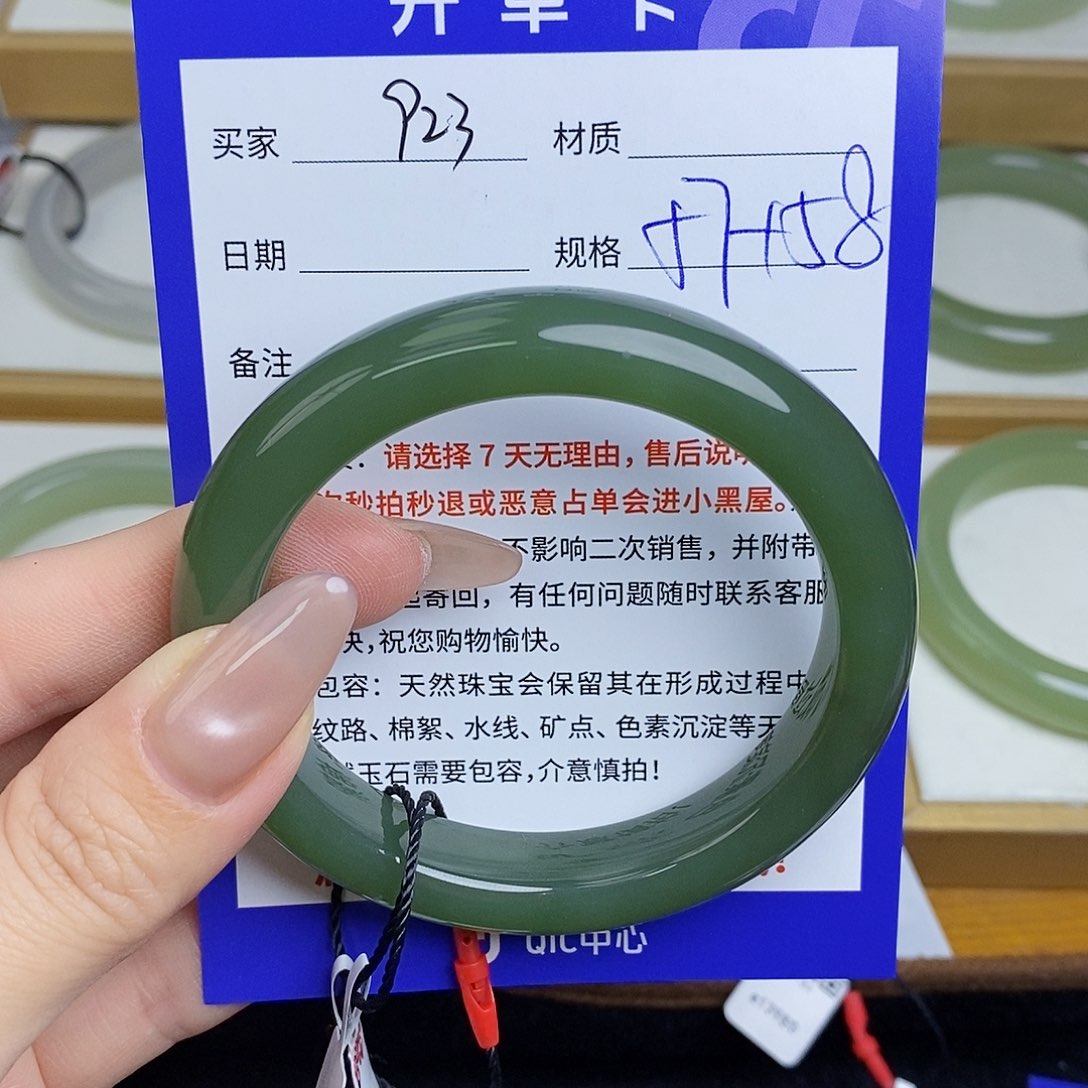 开单卡
买家 923 材质
日期 规格 57-58
备注
：请选择 7 天无理由，售后说
秒拍秒退或恶意占单会进小黑屋。
不影响二次销售，并附带
寄回，有任何问题随时联系客服
快，祝您购物愉快。
包容：天然珠宝会保留其在形成过程中
纹路、棉絮、水线、矿点、色素沉淀等
玉石需要包容，介意慎拍！
QIC中心